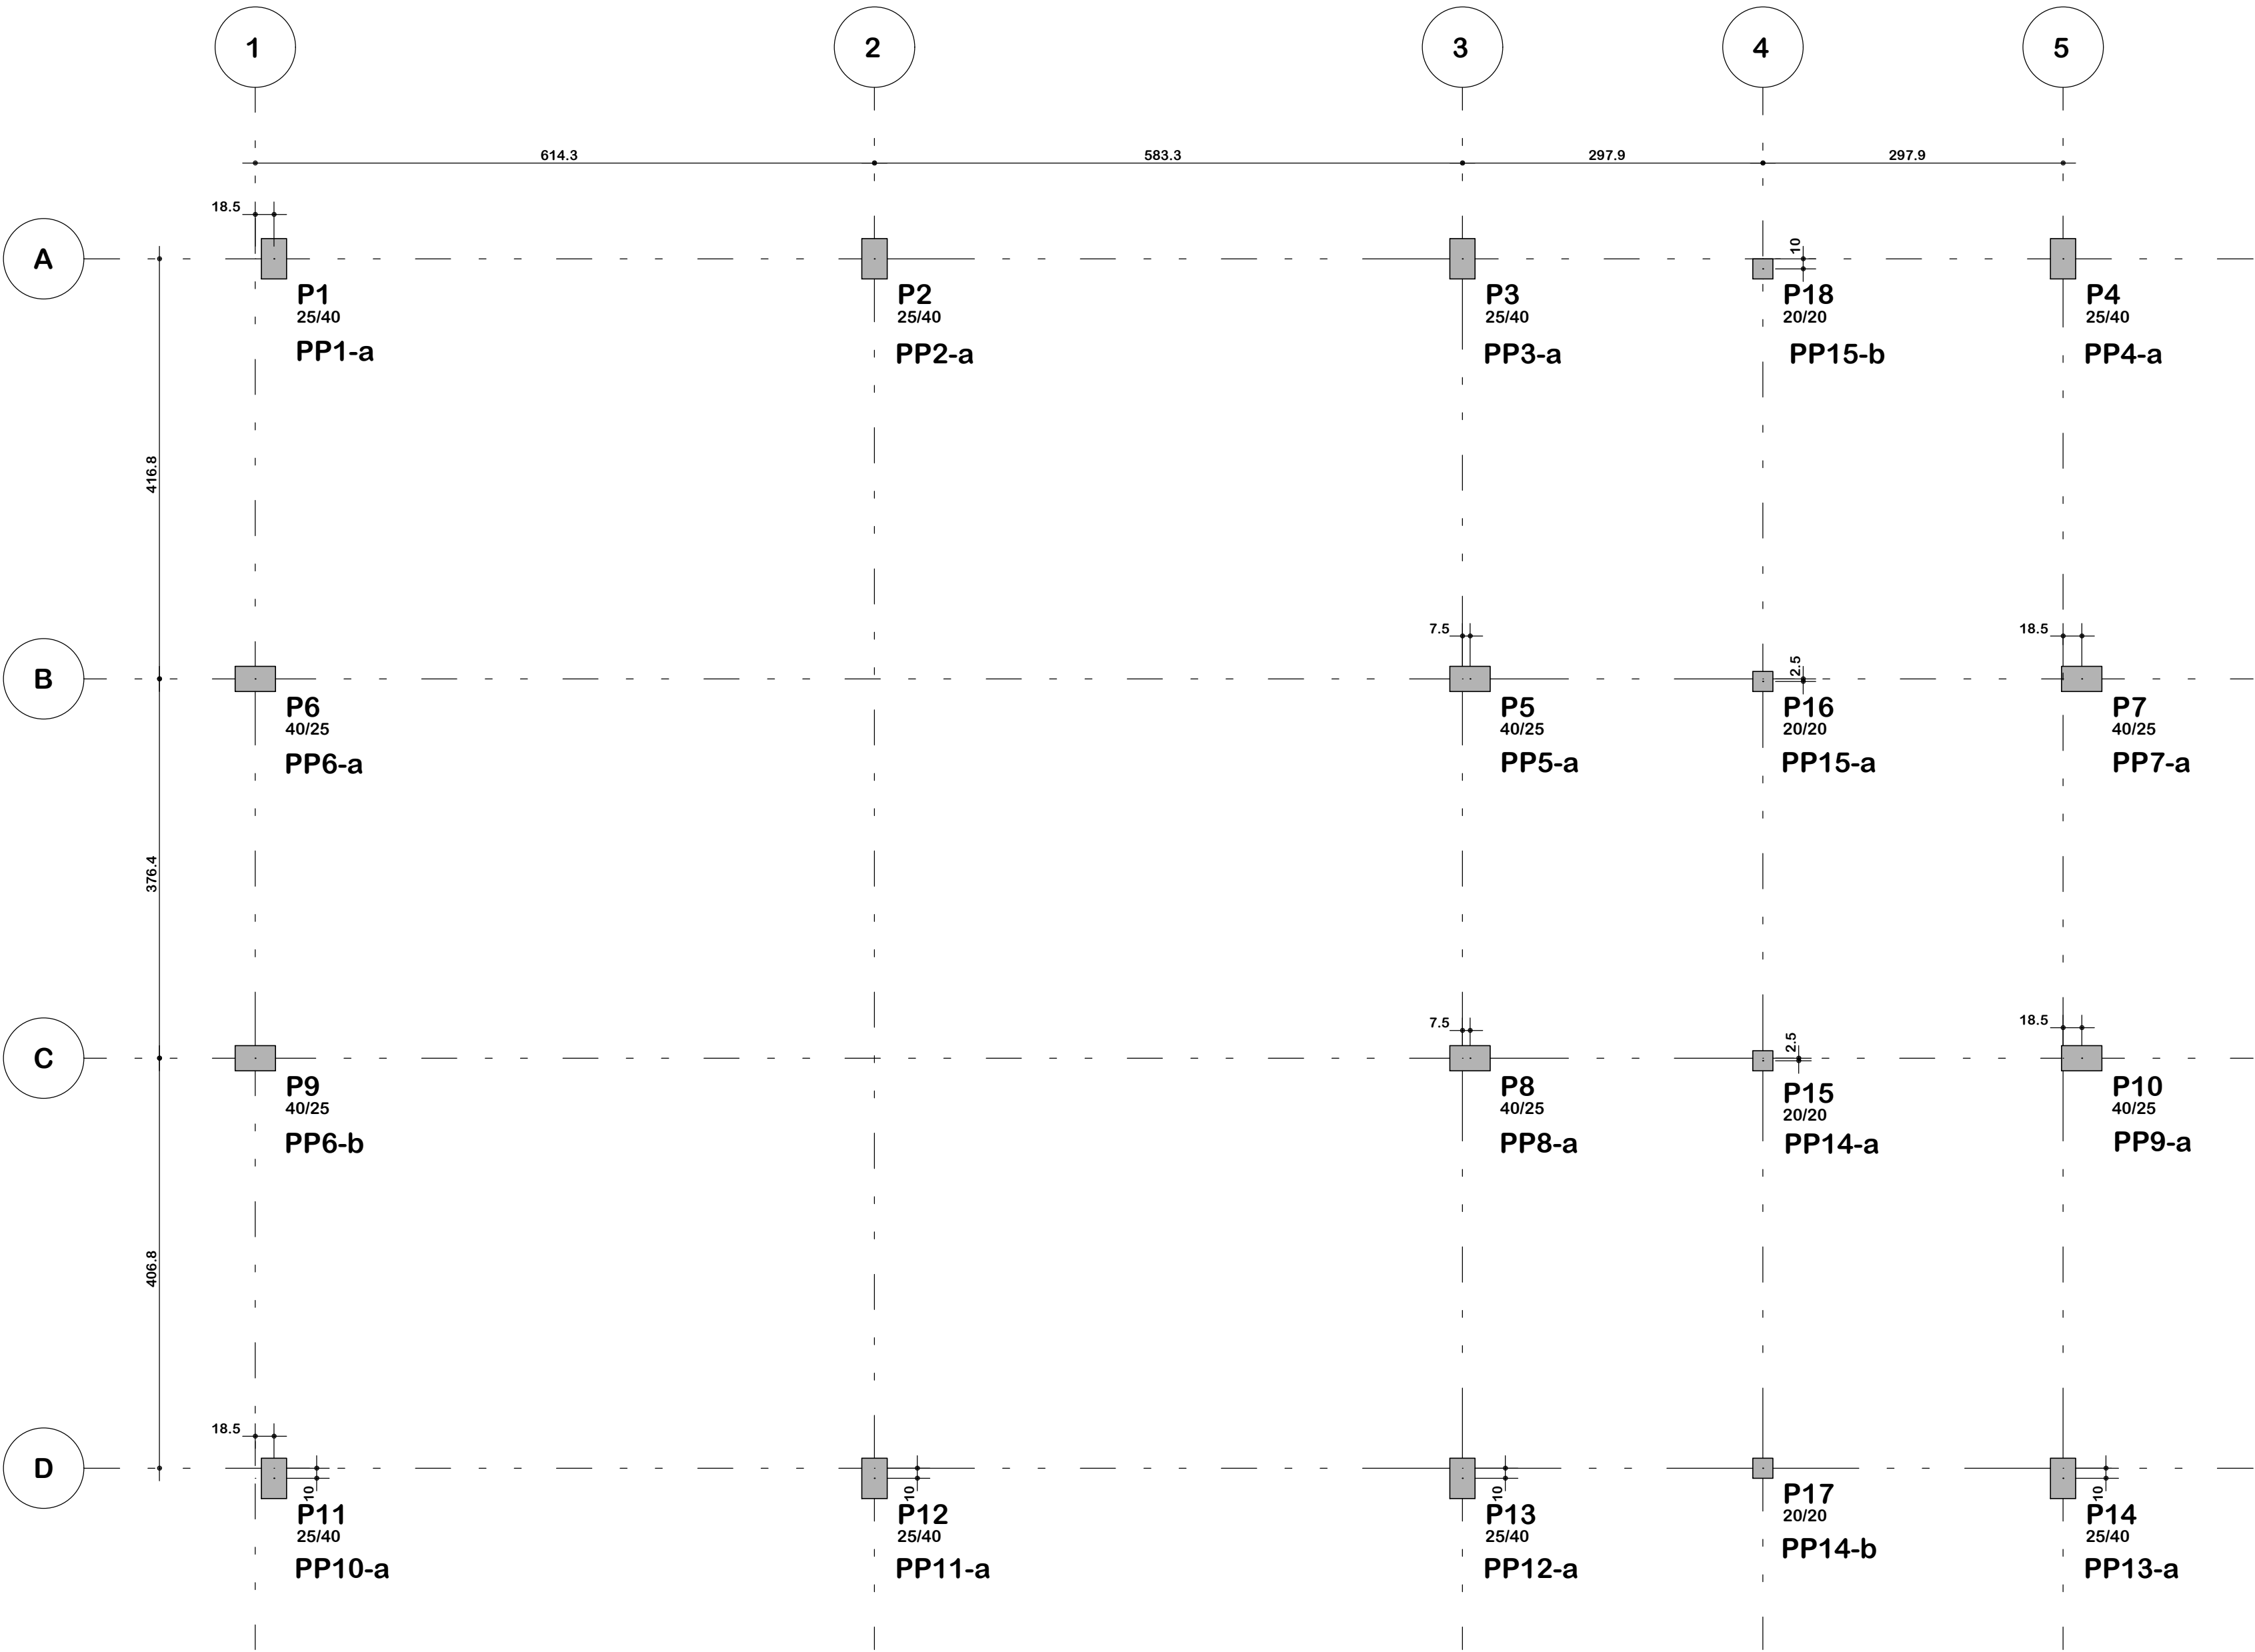 1 2 3 4 5
614.3 583.3 297.9 297.9
18.5
A
10
P1 P2 P3 P18 P4
25/40 25/40 25/40 20/20 25/40
PP1-a PP2-a PP3-a PP15-b PP4-a
416.8
7.5 18.5
2.5
B
P6 P5 P16 P7
40/25 40/25 20/20 40/25
PP6-a PP5-a PP15-a PP7-a
376.4
7.5 18.5
2.5
C
P9 P8 P15 P10
40/25 40/25 20/20 40/25
PP6-b PP8-a PP14-a PP9-a
406.8
18.5
D
10 10 10 10
P11 P12 P13 P17 P14
25/40 25/40 25/40 20/20 25/40
PP10-a PP11-a PP12-a PP14-b PP13-a